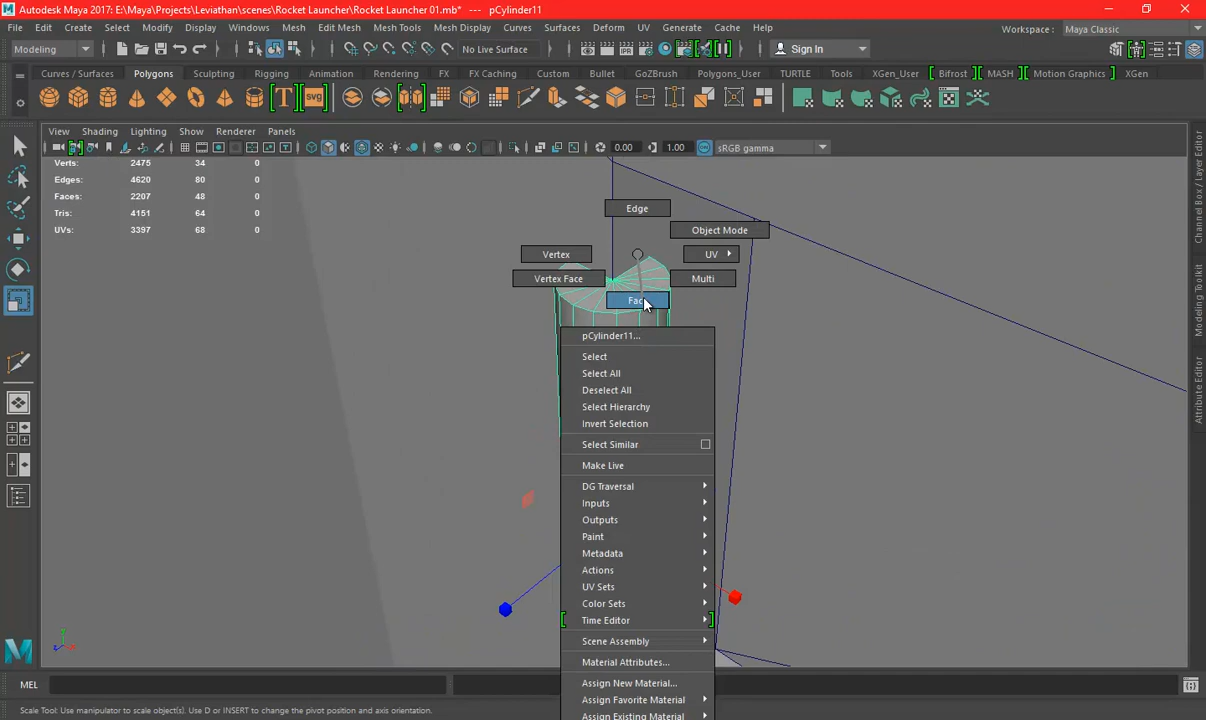 Autodesk Maya 2017: E:\Maya\Projects\Leviathan\scenes\Rocket Launcher\Rocket Launcher 01.mb* --- pCylinder11
File Edit Create Select Modify Display Windows Mesh Edit Mesh Mesh Tools Mesh Display Curves Surfaces Deform UV Generate Cache Help Workspace : Maya Classic
Modeling No Live Surface Sign In
Curves / Surfaces Polygons Sculpting Rigging Animation Rendering FX FX Caching Custom Bullet GoZBrush Polygons_User TURTLE Tools XGen_User Bifrost MASH Motion Graphics XGen
T svg
View Shading Lighting Show Renderer Panels
0.00 1.00 sRGB gamma
Verts: 2475 34 0
Edges: 4620 80 0
Faces: 2207 48 0
Tris: 4151 64 0
UVs: 3397 68 0
Edge
Object Mode
Vertex UV
Vertex Face Multi
pCylinder11...
Select
Select All
Deselect All
Select Hierarchy
Invert Selection
Select Similar
Make Live
DG Traversal
Inputs
Outputs
Paint
Metadata
Actions
UV Sets
Color Sets
Time Editor
Scene Assembly
Material Attributes...
Assign New Material...
Assign Favorite Material
Assign Existing Material
Channel Box / Layer Editor
Modeling Toolkit
Attribute Editor
MEL
Scale Tool: Use manipulator to scale object(s). Use D or INSERT to change the pivot position and axis orientation.